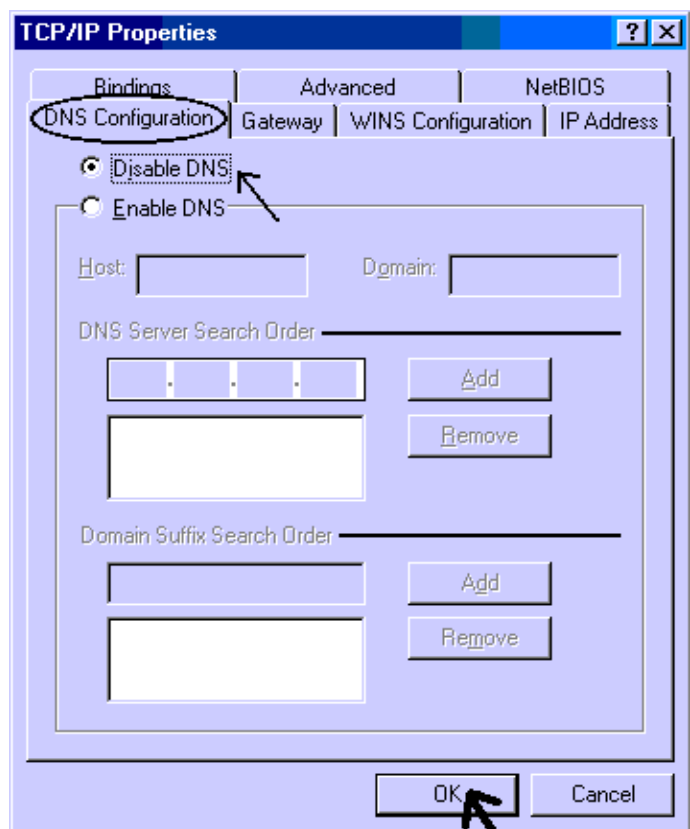 TCP/IP Properties
? X
Bindings Advanced NetBIOS
DNS Configuration Gateway WINS Configuration IP Address
Disable DNS
Enable DNS
Host: Domain:
DNS Server Search Order
. . .
Add
Remove
Domain Suffix Search Order
Add
Remove
OK Cancel